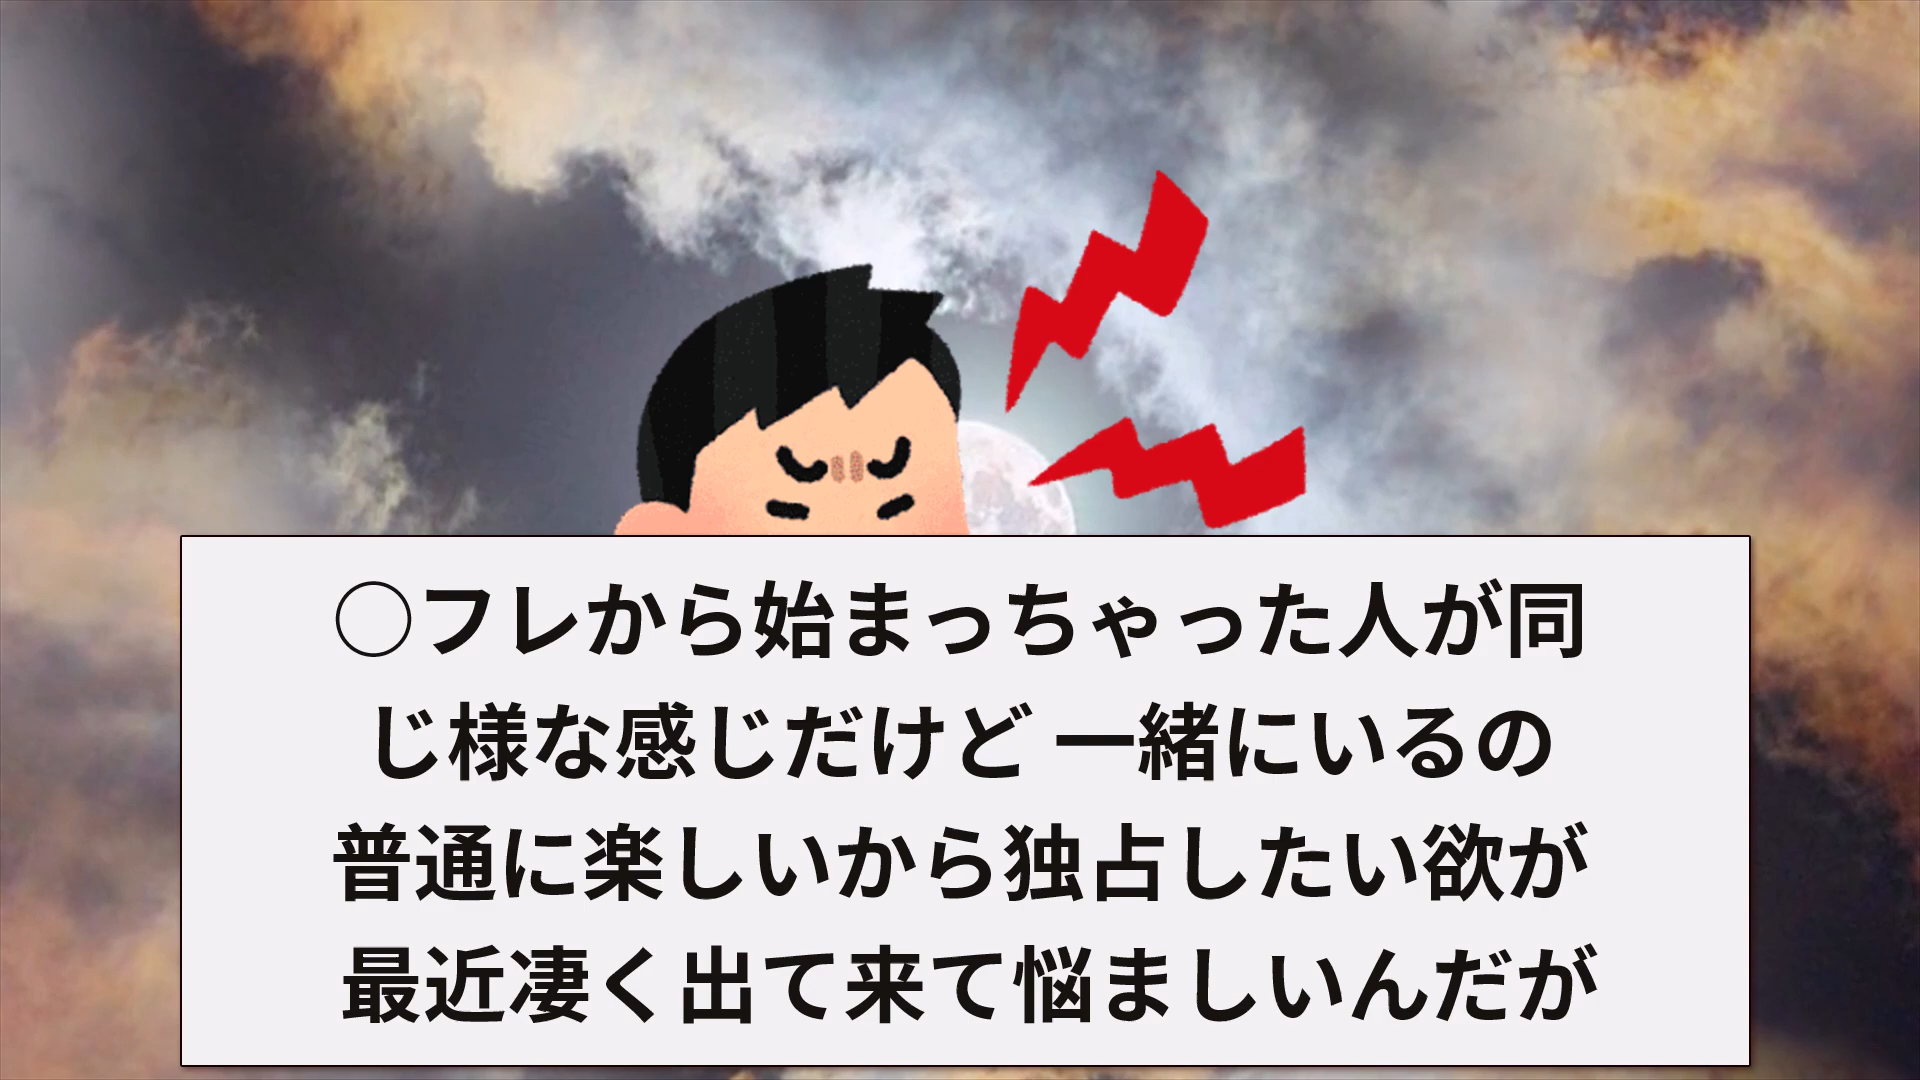 ◯フレから始まっちゃった人が同
じ様な感じだけど 一緒にいるの
普通に楽しいから独占したい欲が
最近凄く出て来て悩ましいんだが